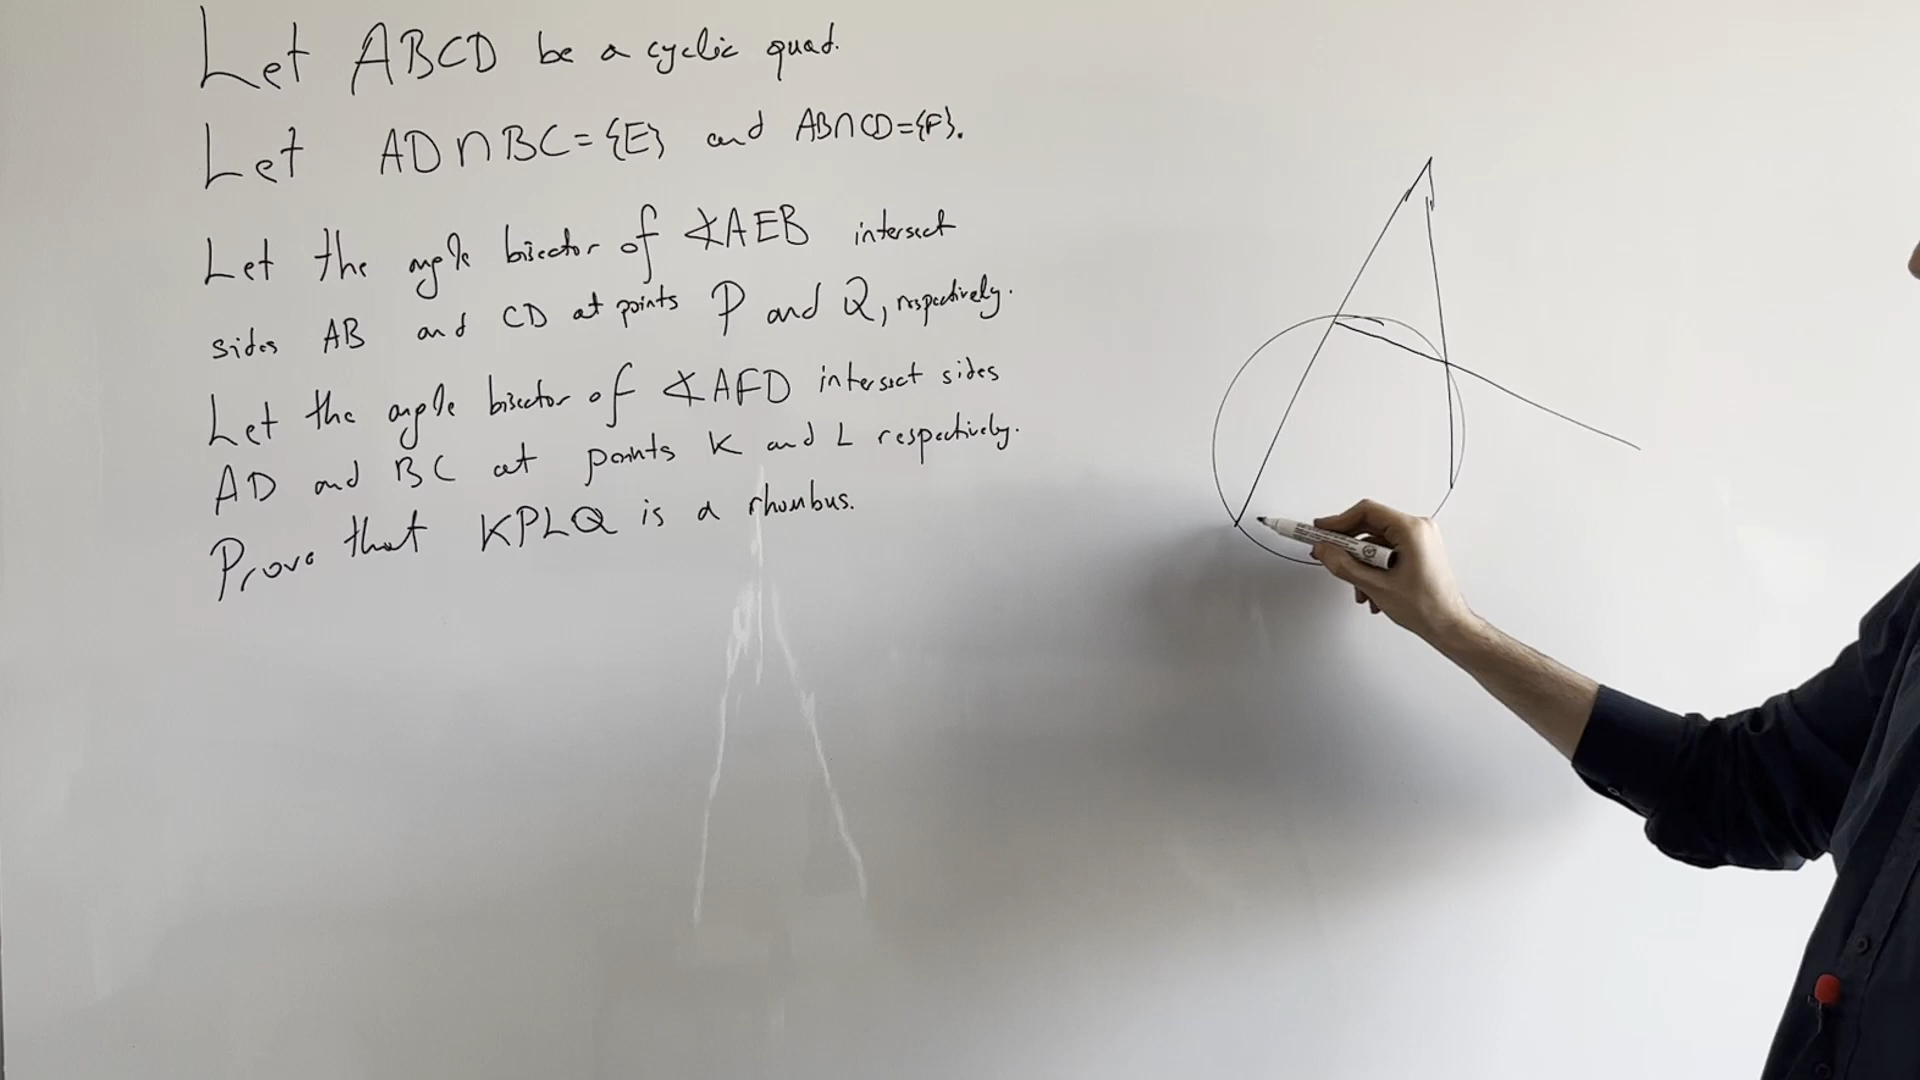 Let ABCD be a cyclic quad.
Let AD∩BC={E} and AB∩CD={F}.
Let the angle bisector of ∢AEB intersect
sides AB and CD at points P and Q, respectively.
Let the angle bisector of ∢AFD intersect sides
AD and BC at points K and L respectively.
Prove that KPLQ is a rhombus.